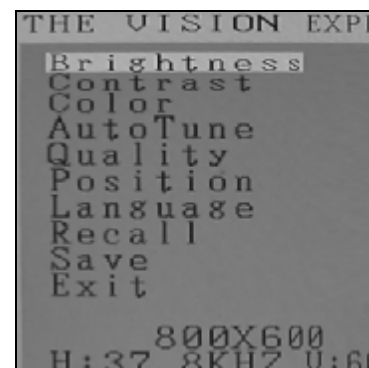 THE VISION EXP
Brightness
Contrast
Color
AutoTune
Quality
Position
Language
Recall
Save
Exit
800X600
H:37 8KHZ V:6